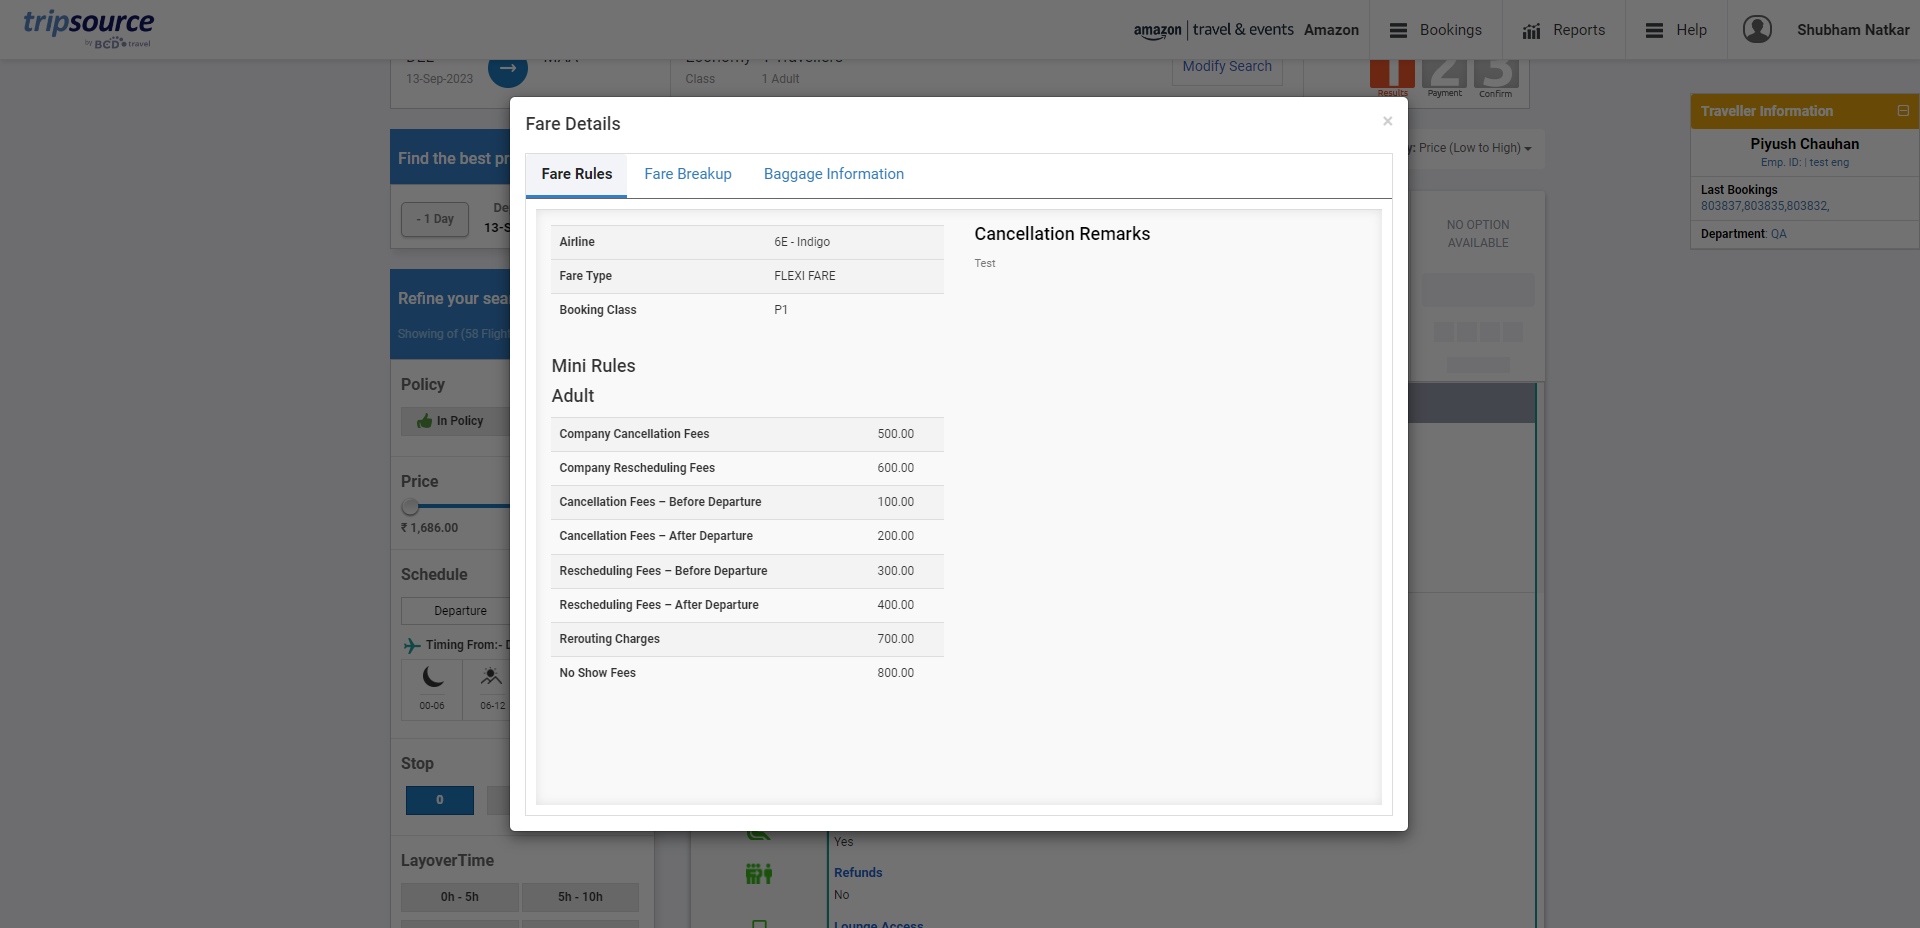 tripsource
by BCD travel
amazon | travel & events Amazon
Bookings
Reports
Help
Shubham Natkar
13-Sep-2023
Class
1 Adult
Modify Search
Results
Payment
Confirm
Traveller Information
Piyush Chauhan
Emp. ID: | test eng
Last Bookings
803837,803835,803832,
Department: QA
Find the best pr
Price (Low to High)
- 1 Day
De
13-S
NO OPTION
AVAILABLE
Refine your sea
Showing of (58 Flight
Policy
In Policy
Price
₹ 1,686.00
Schedule
Departure
Timing From:- D
00-06
06-12
Stop
0
LayoverTime
0h - 5h
5h - 10h
Fare Details
×
Fare Rules
Fare Breakup
Baggage Information
Airline 6E - Indigo
Fare Type FLEXI FARE
Booking Class P1
Cancellation Remarks
Test
Mini Rules
Adult
Company Cancellation Fees 500.00
Company Rescheduling Fees 600.00
Cancellation Fees – Before Departure 100.00
Cancellation Fees – After Departure 200.00
Rescheduling Fees – Before Departure 300.00
Rescheduling Fees – After Departure 400.00
Rerouting Charges 700.00
No Show Fees 800.00
Yes
Refunds
No
Lounge Access